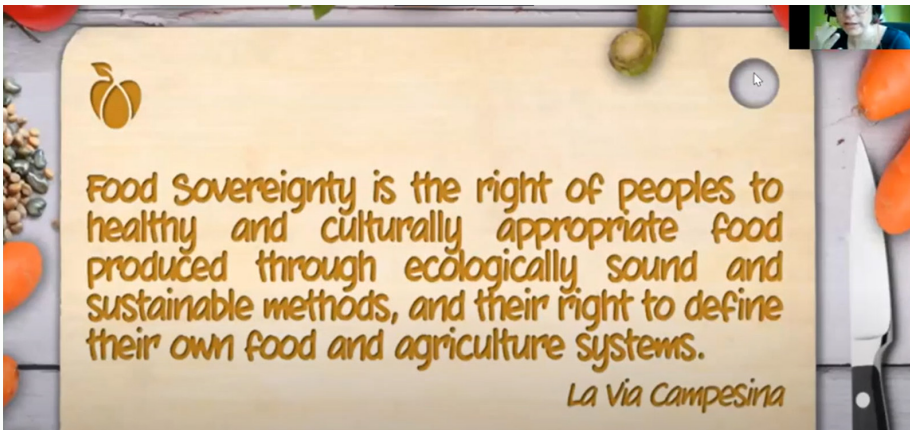 Food Sovereignty is the right of peoples to
healthy and culturally appropriate food
produced through ecologically sound and
sustainable methods, and their right to define
their own food and agriculture systems.
La Via Campesina